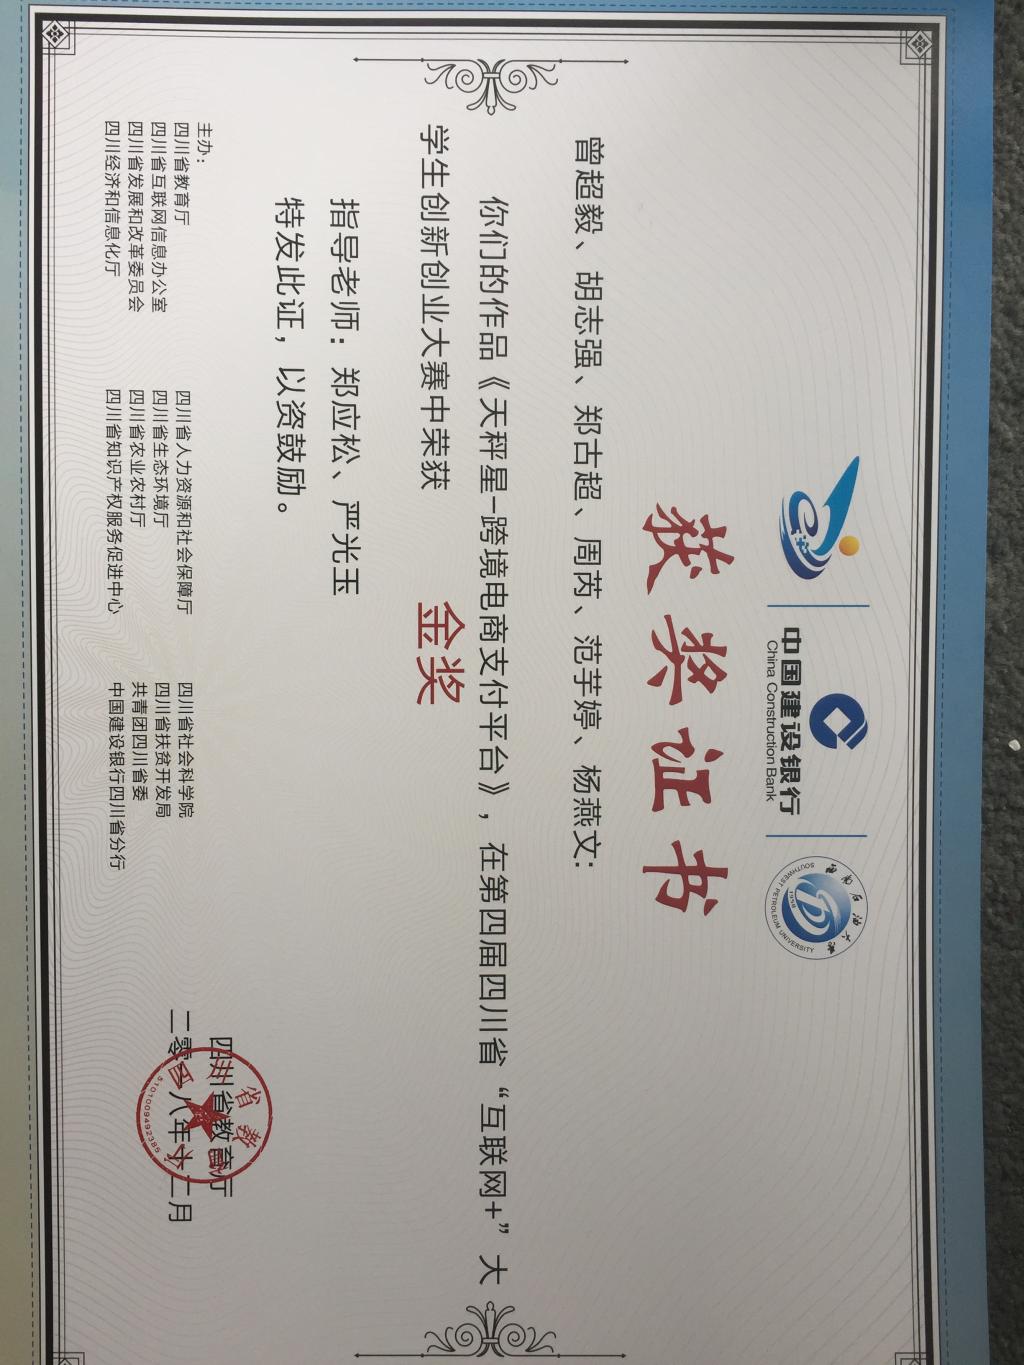 中国建设银行
China Construction Bank
西南石油大学
SOUTHWEST PETROLEUM UNIVERSITY
1958
获奖证书
曾超毅、胡志强、郑古超、周芮、范芋婷、杨燕文:
你们的作品《天秤星-跨境电商支付平台》，在第四届四川省“互联网+”大
学生创新创业大赛中荣获 金奖
指导老师：郑应松、严光玉
特发此证，以资鼓励。
四川省教育厅
二零一八年十二月
5101009492385
主办：
四川省教育厅 四川省人力资源和社会保障厅 四川省社会科学院
四川省互联网信息办公室 四川省生态环境厅 四川省扶贫开发局
四川省发展和改革委员会 四川省农业农村厅 共青团四川省委
四川经济和信息化厅 四川省知识产权服务促进中心 中国建设银行四川省分行